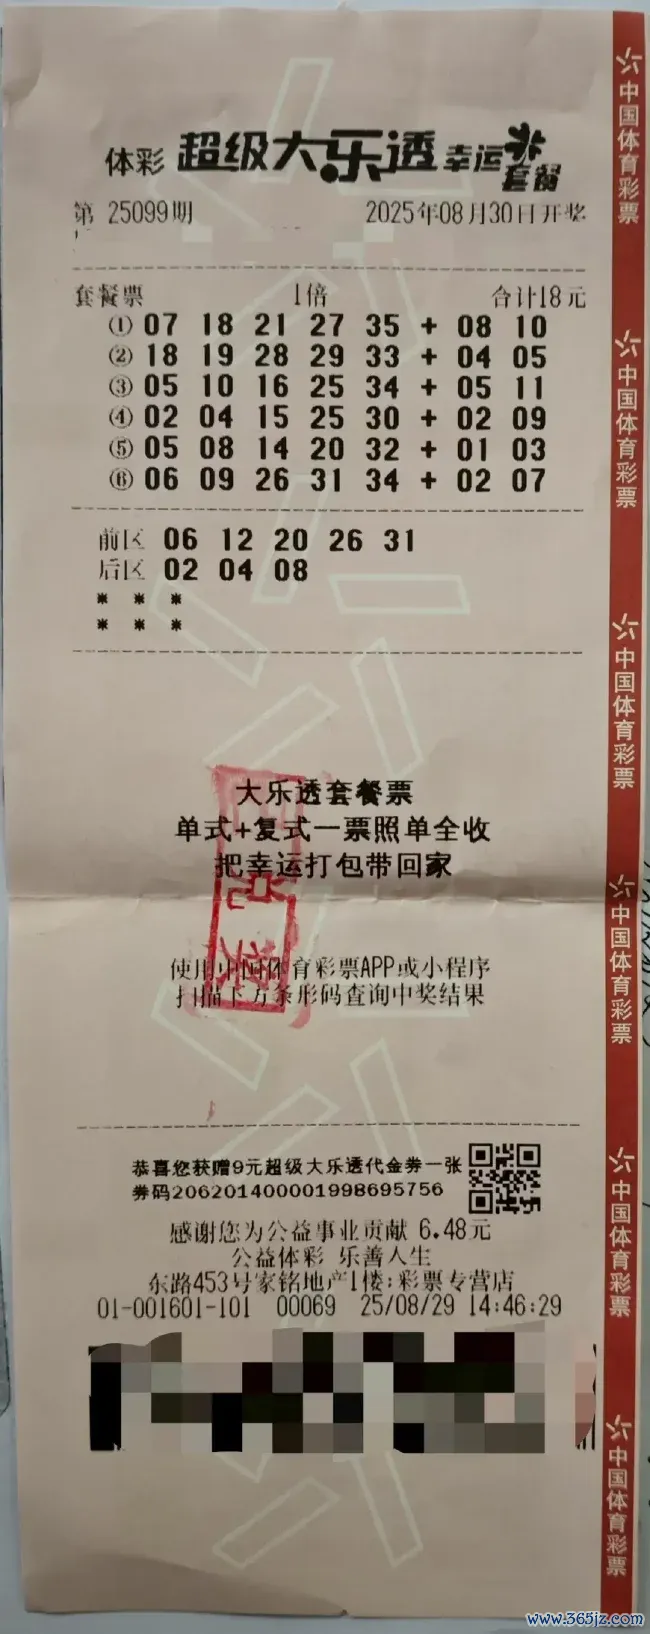 体彩 超级大乐透 幸运套餐
第 25099期 2025年08月30日开奖
套餐票 1倍 合计18元
① 07 18 21 27 35 + 08 10
② 18 19 28 29 33 + 04 05
③ 05 10 16 25 34 + 05 11
④ 02 04 15 25 30 + 02 09
⑤ 05 08 14 20 32 + 01 03
⑥ 06 09 26 31 34 + 02 07
前区 06 12 20 26 31
后区 02 04 08
* * *
* * *
大乐透套餐票
单式+复式一票照单全收
把幸运打包带回家
使用中国体育彩票APP或小程序
扫描下方条形码查询中奖结果
恭喜您获赠9元超级大乐透代金券一张
券码2062014000019986957​56
感谢您为公益事业贡献 6.48元
公益体彩 乐善人生
东路453号家铭地产1楼:彩票专营店
01-001601-101 00069 25/08/29 14:46:29
中国体育彩票
中国体育彩票
中国体育彩票
中国体育彩票
中国体育彩票
中国体育彩票
www.365jz.com